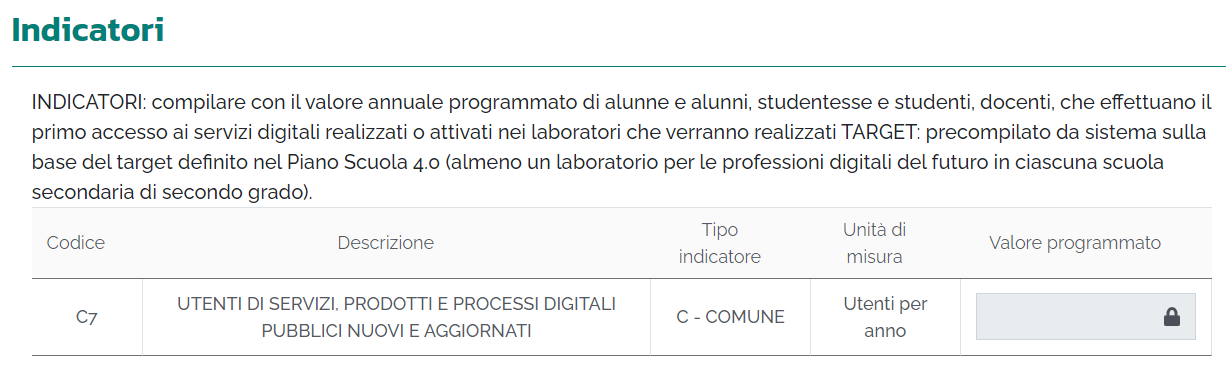 Indicatori
INDICATORI: compilare con il valore annuale programmato di alunne e alunni, studentesse e studenti, docenti, che effettuano il
primo accesso ai servizi digitali realizzati o attivati nei laboratori che verranno realizzati TARGET: precompilato da sistema sulla
base del target definito nel Piano Scuola 4.0 (almeno un laboratorio per le professioni digitali del futuro in ciascuna scuola
secondaria di secondo grado).
Codice
Descrizione
Tipo
indicatore
Unità di
misura
Valore programmato
C7
UTENTI DI SERVIZI, PRODOTTI E PROCESSI DIGITALI
PUBBLICI NUOVI E AGGIORNATI
C - COMUNE
Utenti per
anno